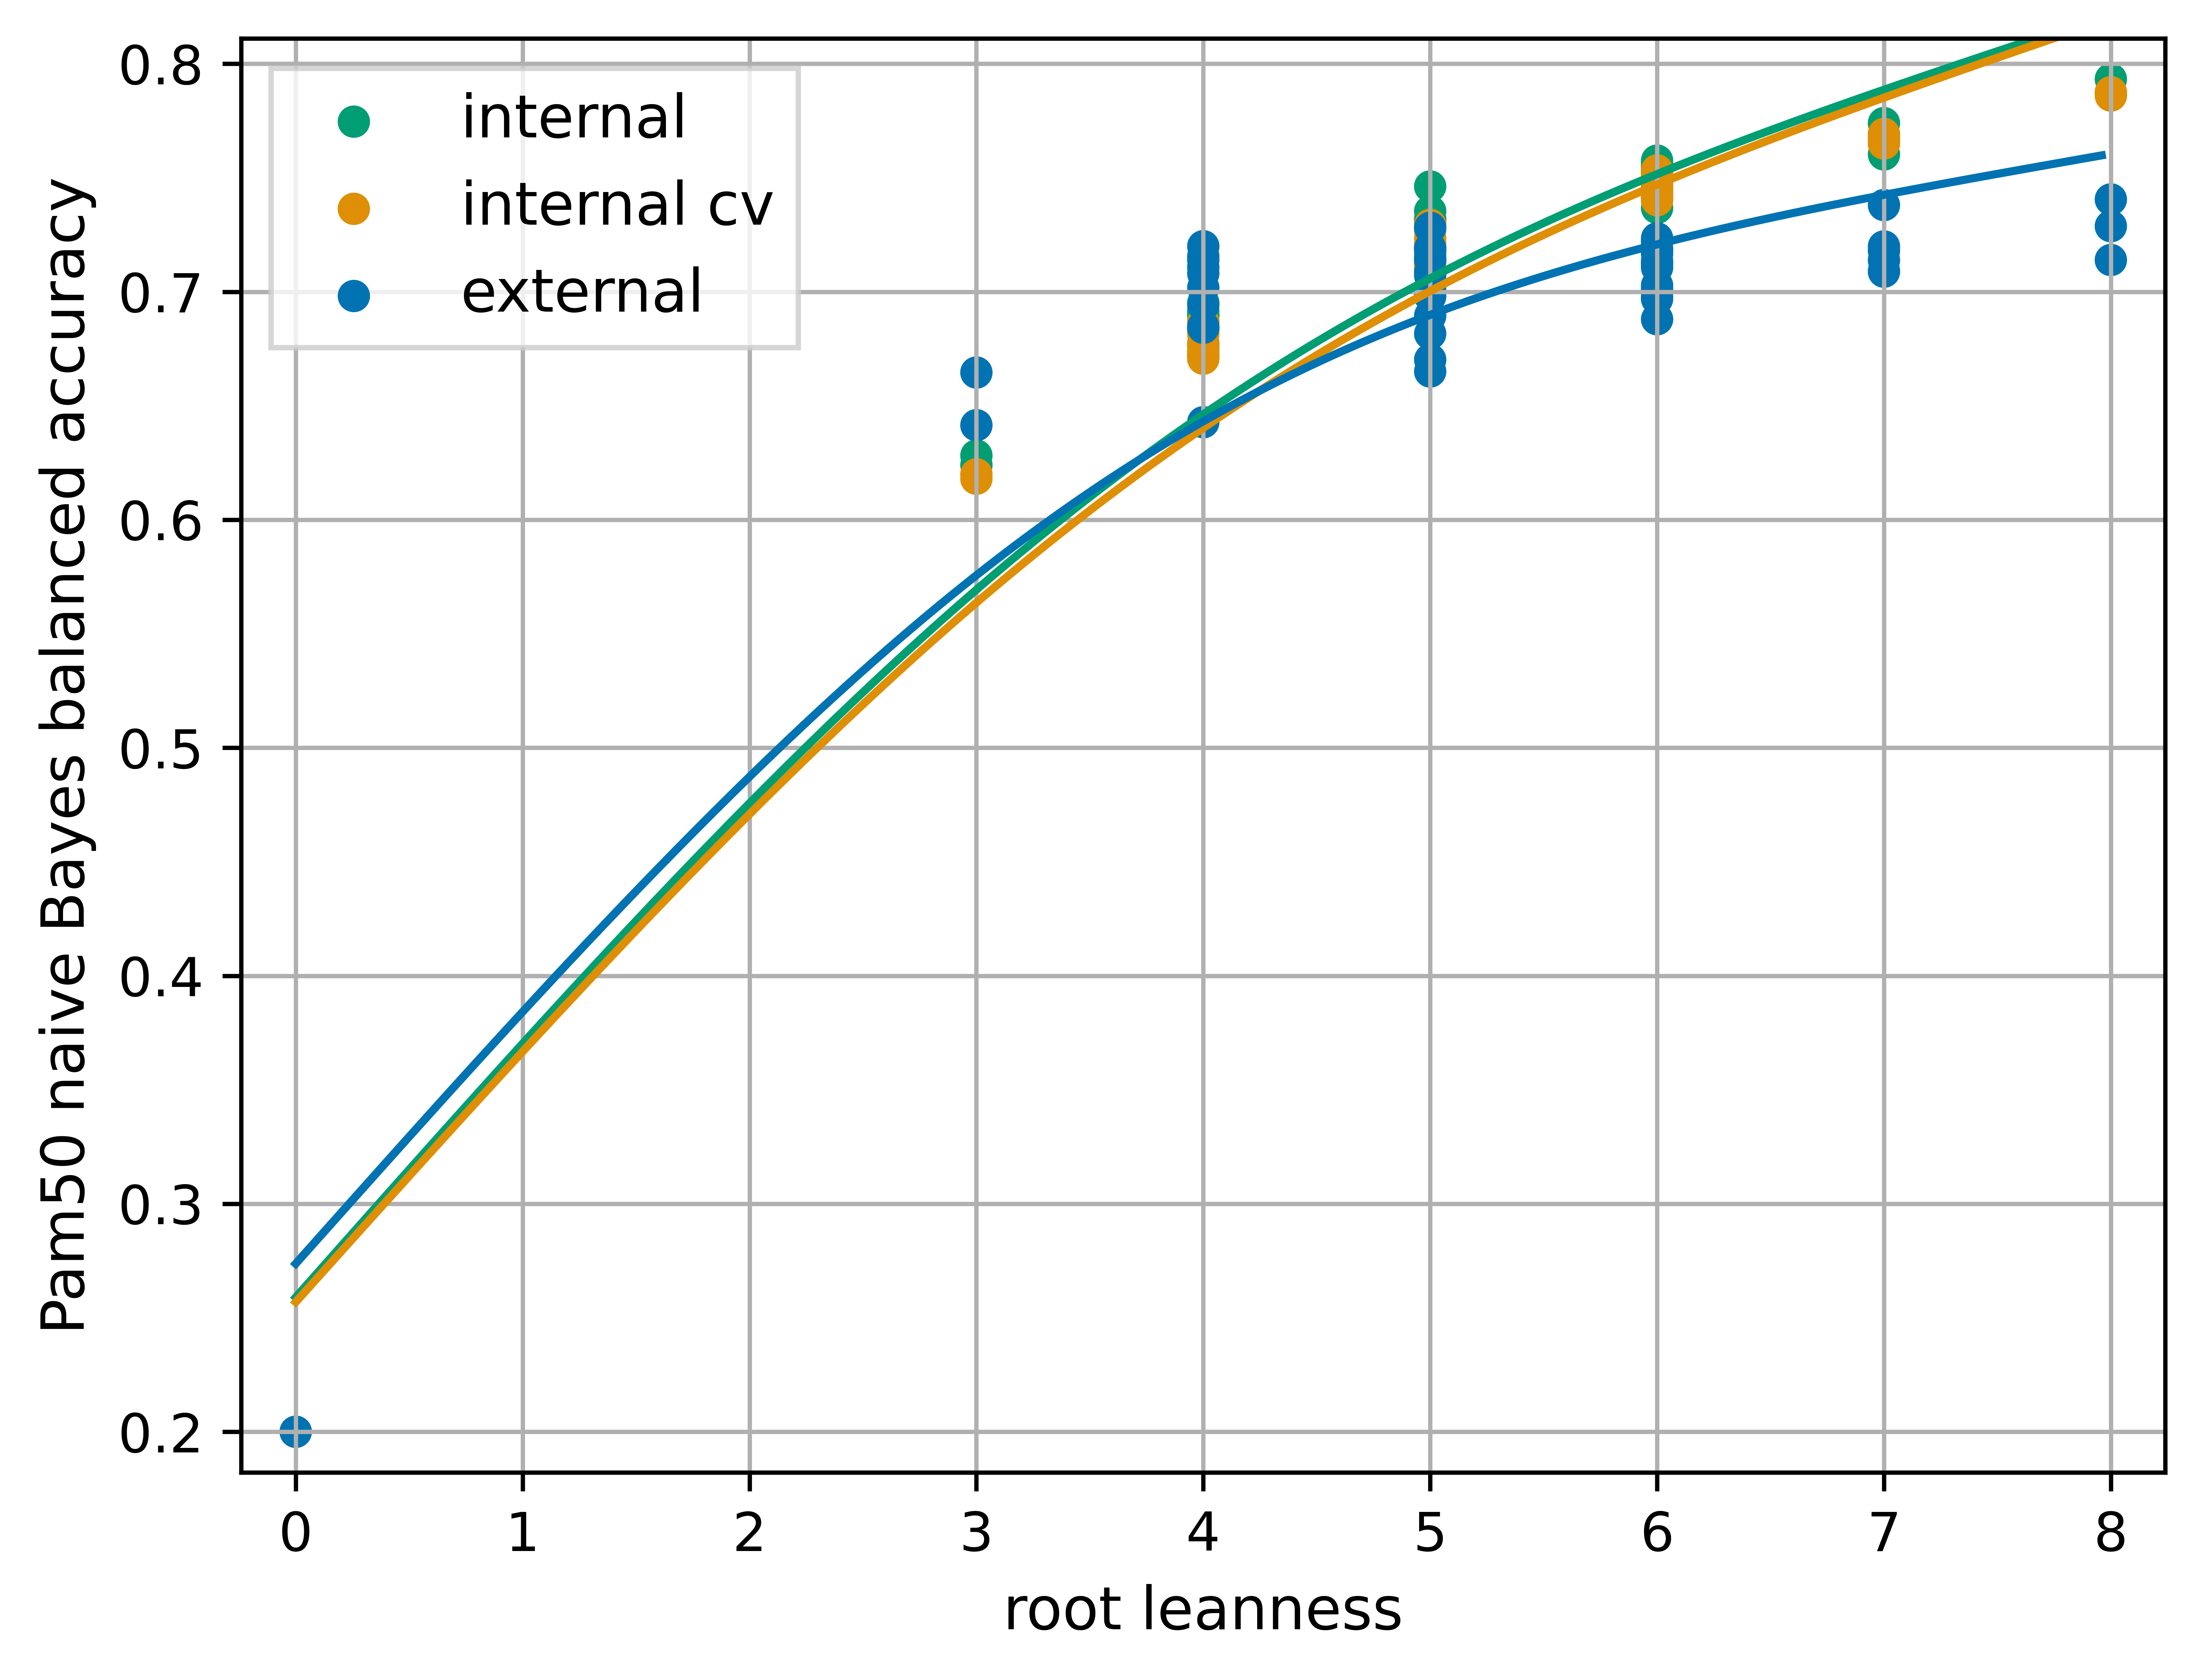 internal
internal cv
external
Pam50 naive Bayes balanced accuracy
0.8
0.7
0.6
0.5
0.4
0.3
0.2
0 1 2 3 4 5 6 7 8
root leanness